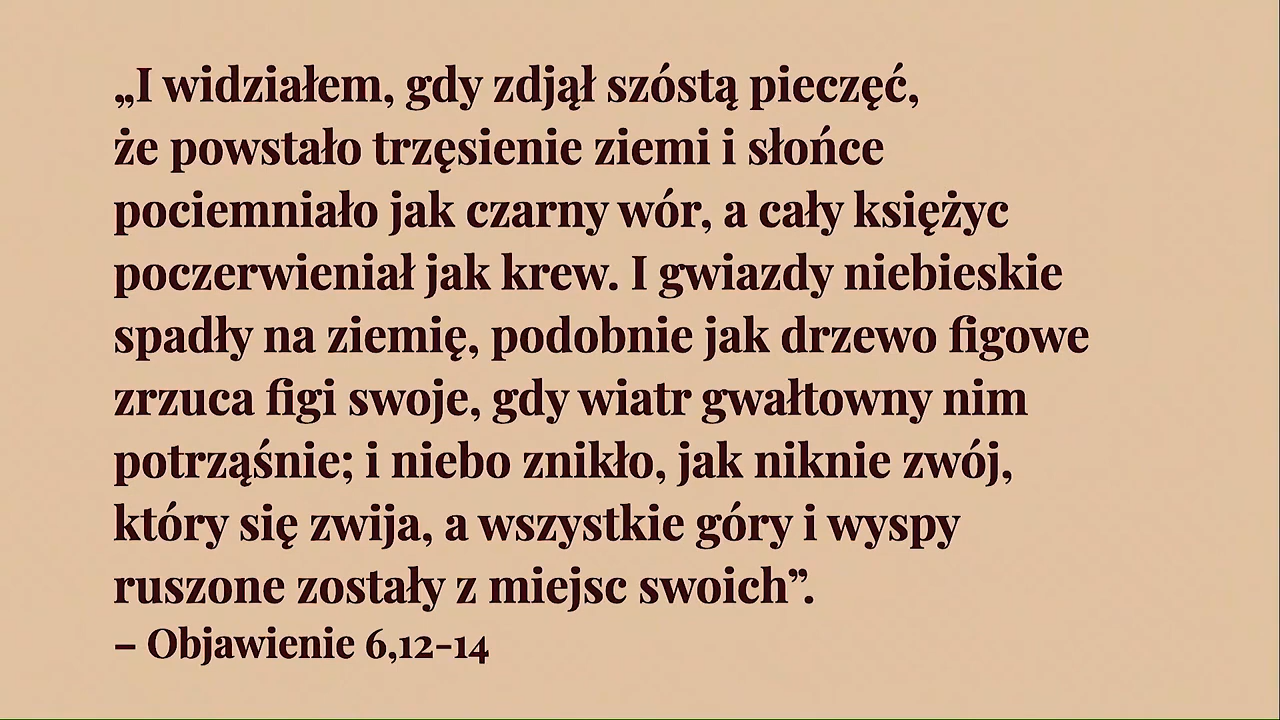 „I widziałem, gdy zdjął szóstą pieczęć,
że powstało trzęsienie ziemi i słońce
pociemniało jak czarny wór, a cały księżyc
poczerwieniał jak krew. I gwiazdy niebieskie
spadły na ziemię, podobnie jak drzewo figowe
zrzuca figi swoje, gdy wiatr gwałtowny nim
potrząśnie; i niebo znikło, jak niknie zwój,
który się zwija, a wszystkie góry i wyspy
ruszone zostały z miejsc swoich”.
– Objawienie 6,12-14